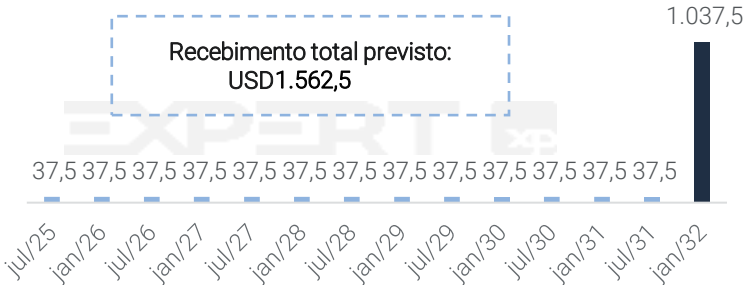 1.037,5
Recebimento total previsto:
USD1.562,5
EXPERT xp
37,5 37,5 37,5 37,5 37,5 37,5 37,5 37,5 37,5 37,5 37,5 37,5 37,5
jul/25 jan/26 jul/26 jan/27 jul/27 jan/28 jul/28 jan/29 jul/29 jan/30 jul/30 jan/31 jul/31 jan/32